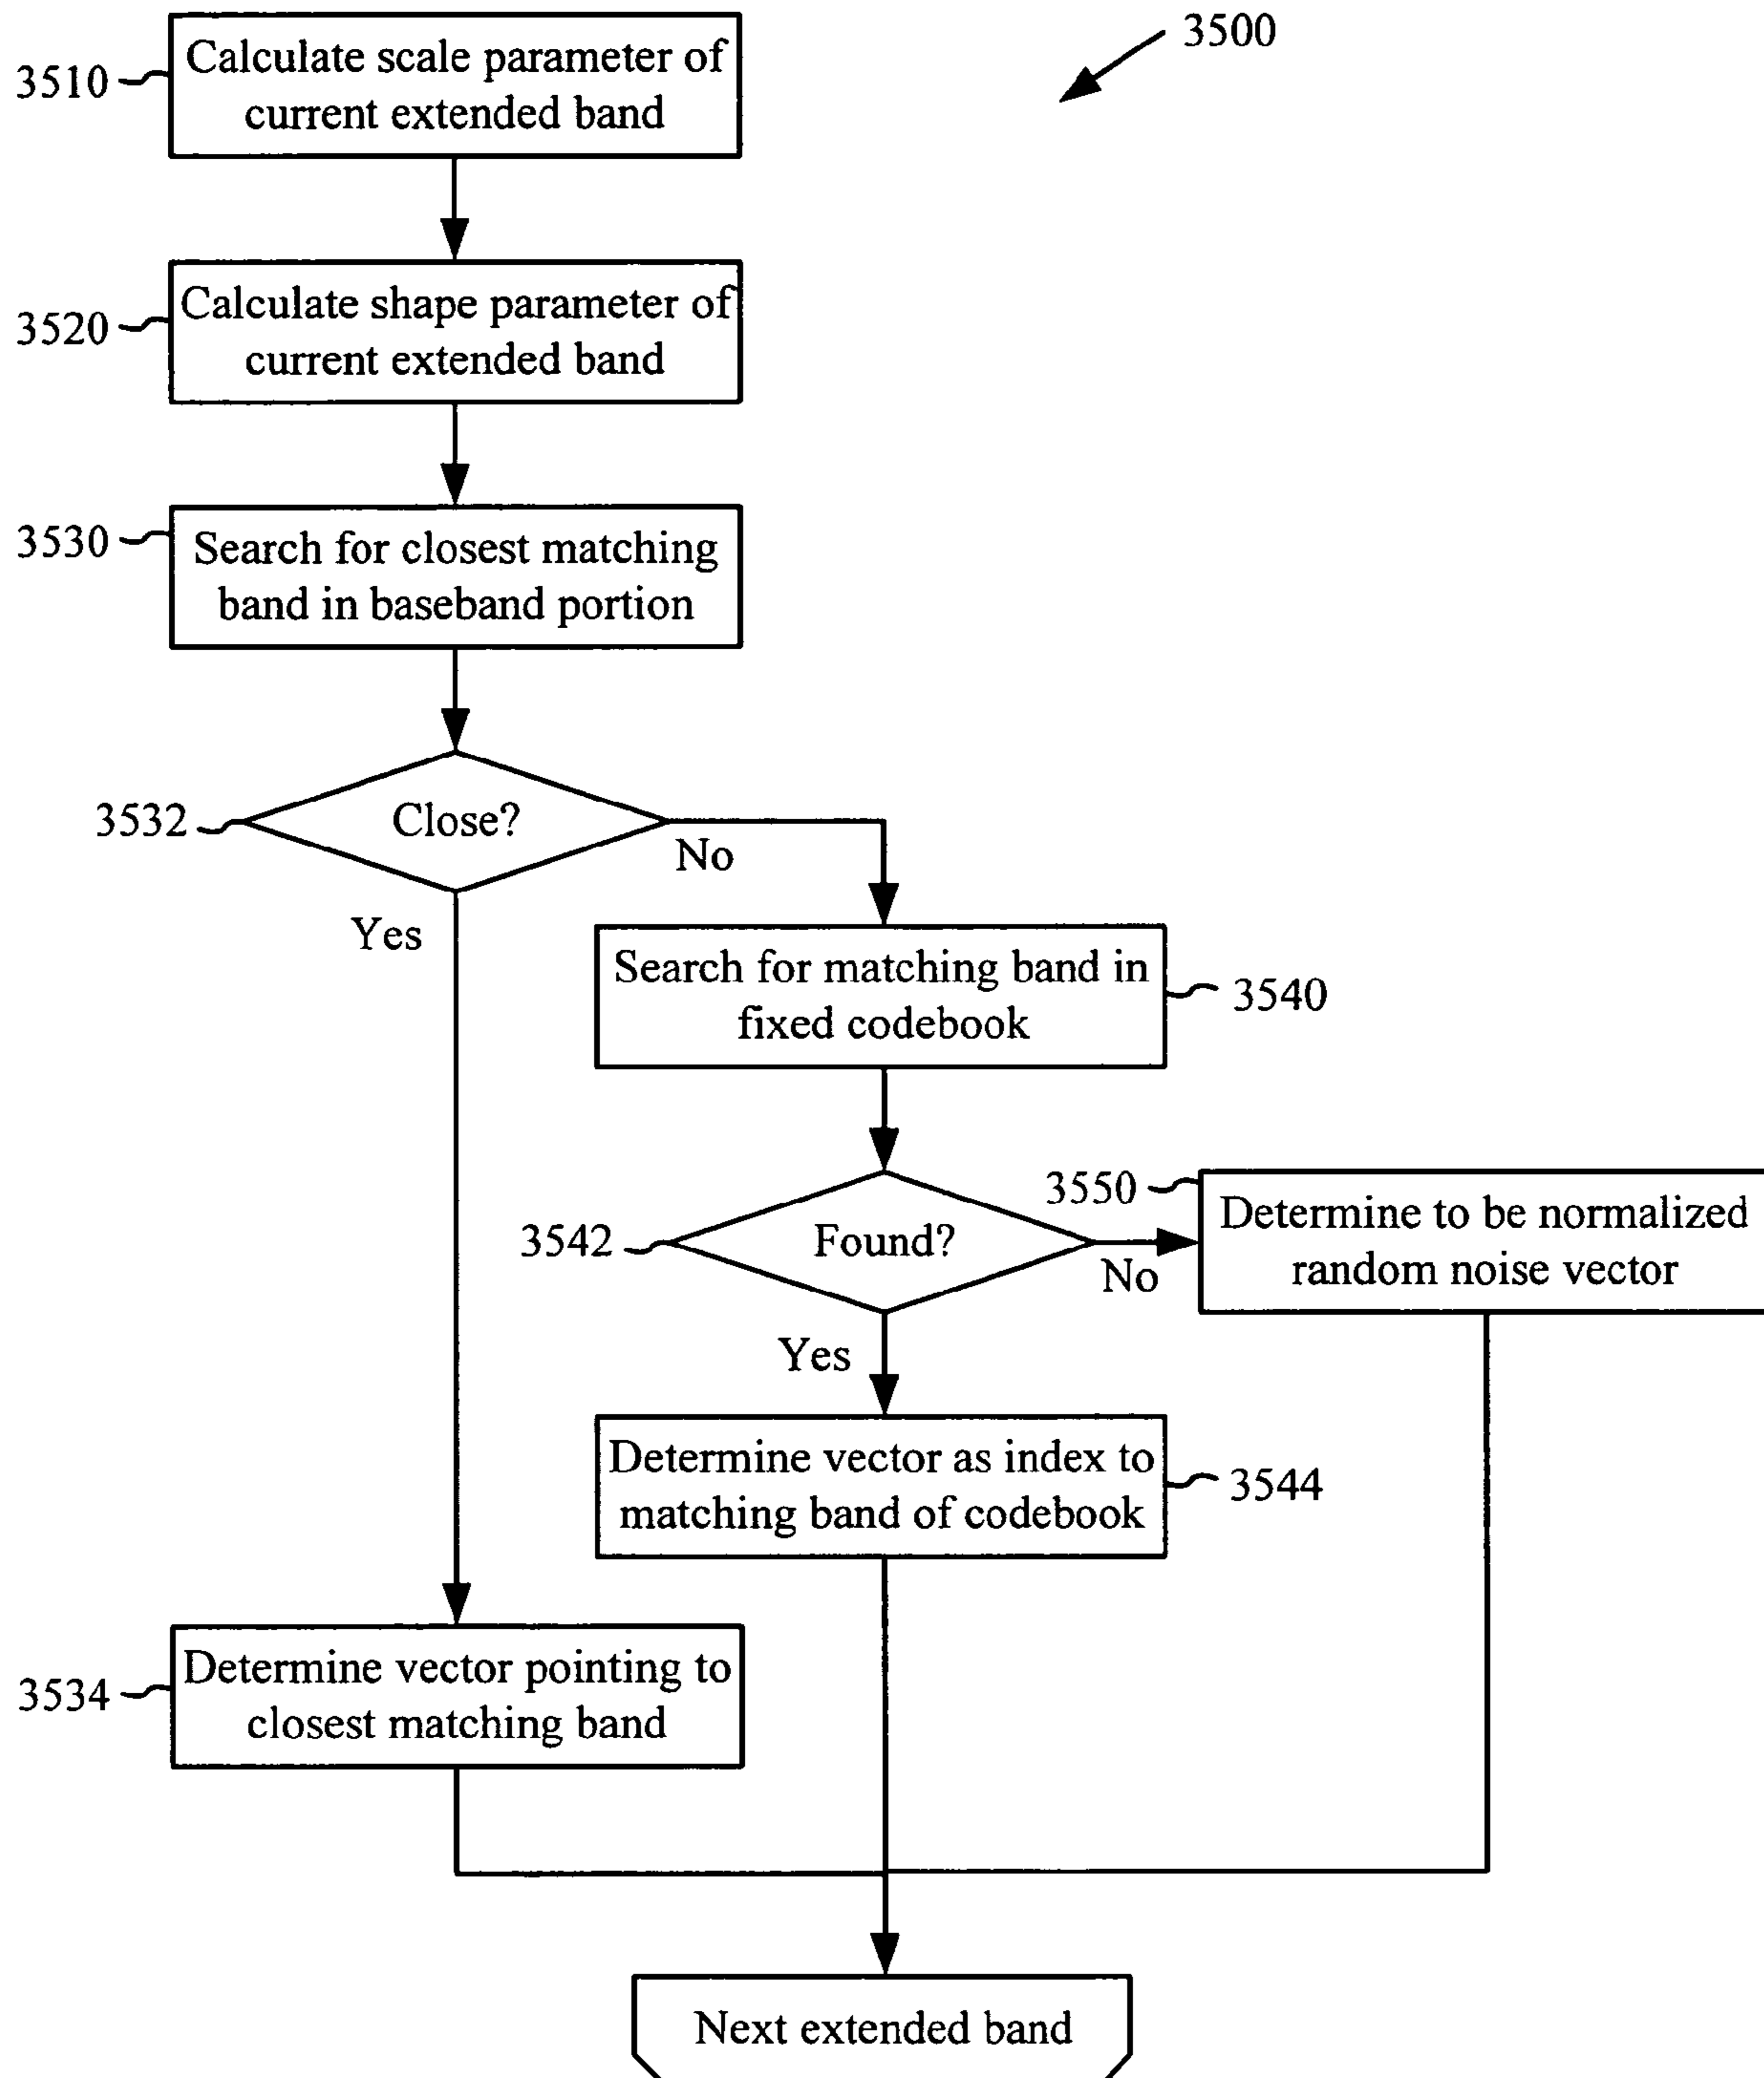 3500
3510
Calculate scale parameter of
current extended band
3520
Calculate shape parameter of
current extended band
3530
Search for closest matching
band in baseband portion
3532
Close?
No
Yes
Search for matching band in
fixed codebook
3540
3542
Found?
No
3550
Determine to be normalized
random noise vector
Yes
Determine vector as index to
matching band of codebook
3544
3534
Determine vector pointing to
closest matching band
Next extended band